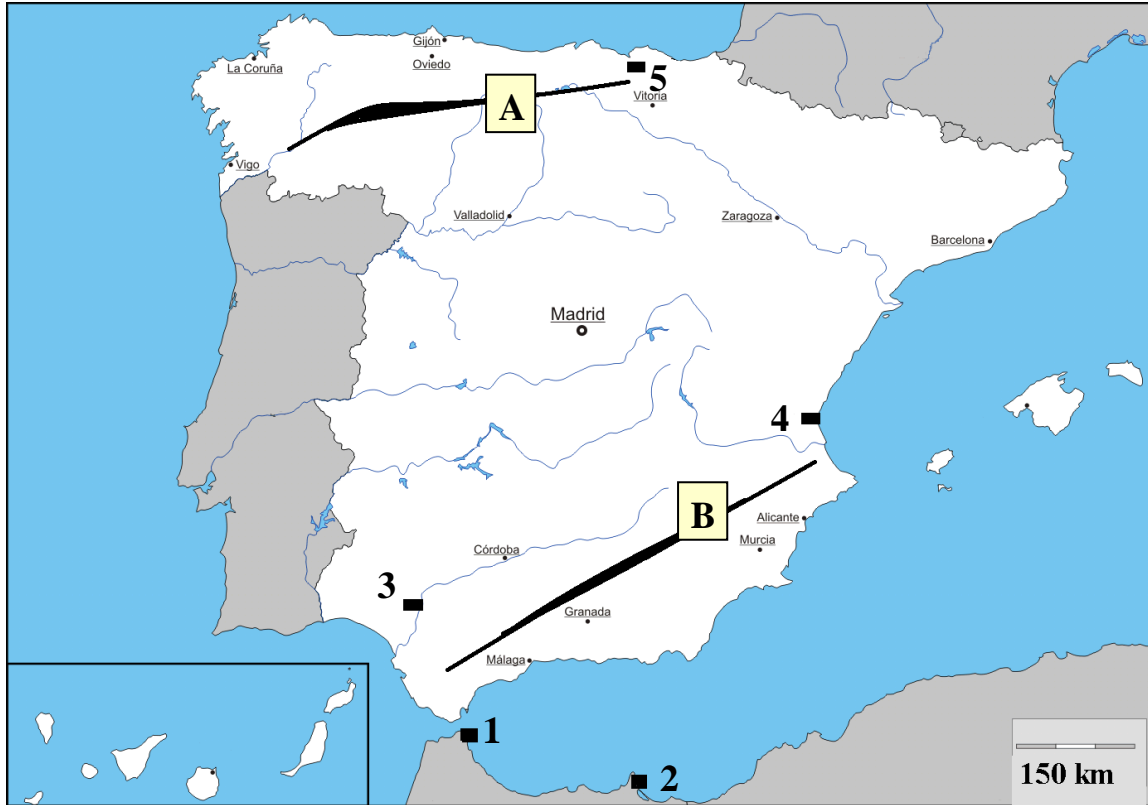 Gijón
Oviedo
La Coruña
5
A
Vitoria
Vigo
Valladolid
Zaragoza
Barcelona
Madrid
4
B
Alicante
Murcia
Córdoba
3
Granada
Málaga
1
2
150 km